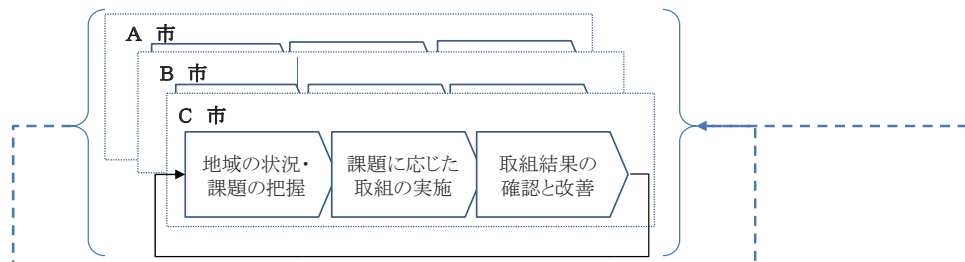 A 市
B 市
C 市
地域の状況・
課題の把握
課題に応じた
取組の実施
取組結果の
確認と改善